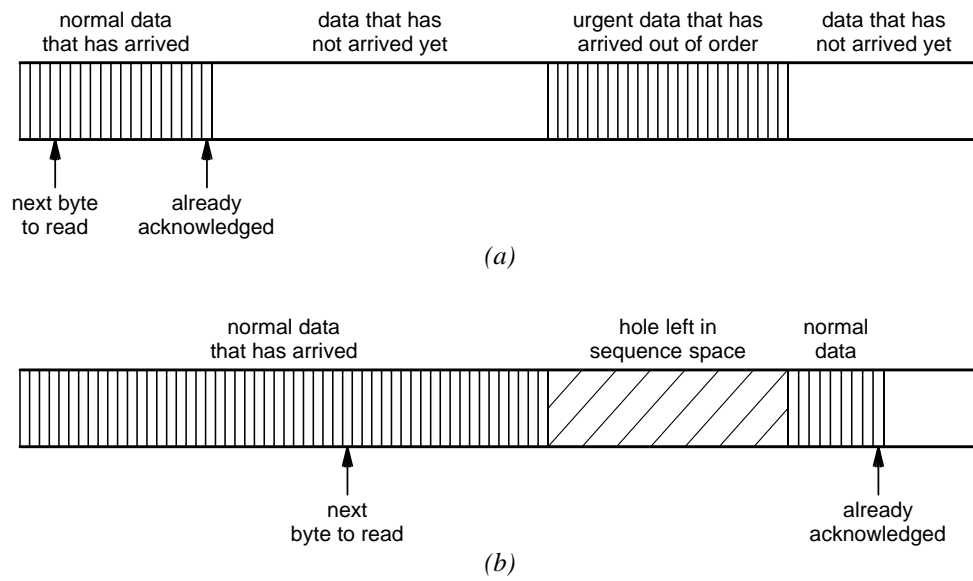 normal data
that has arrived
data that has
not arrived yet
urgent data that has
arrived out of order
data that has
not arrived yet
next byte
to read
already
acknowledged
(a)
normal data
that has arrived
hole left in
sequence space
normal
data
next
byte to read
already
acknowledged
(b)